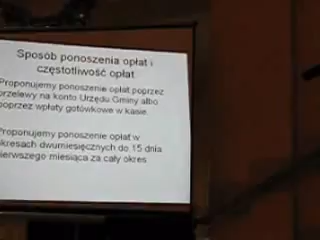 Sposób ponoszenia opłat i
częstotliwość opłat
Proponujemy ponoszenie opłat poprzez
przelewy na konto Urzędu Gminy albo
poprzez wpłaty gotówkowe w kasie
Proponujemy ponoszenie opłat w
okresach dwumiesięcznych do 15 dnia
pierwszego miesiąca za cały okres